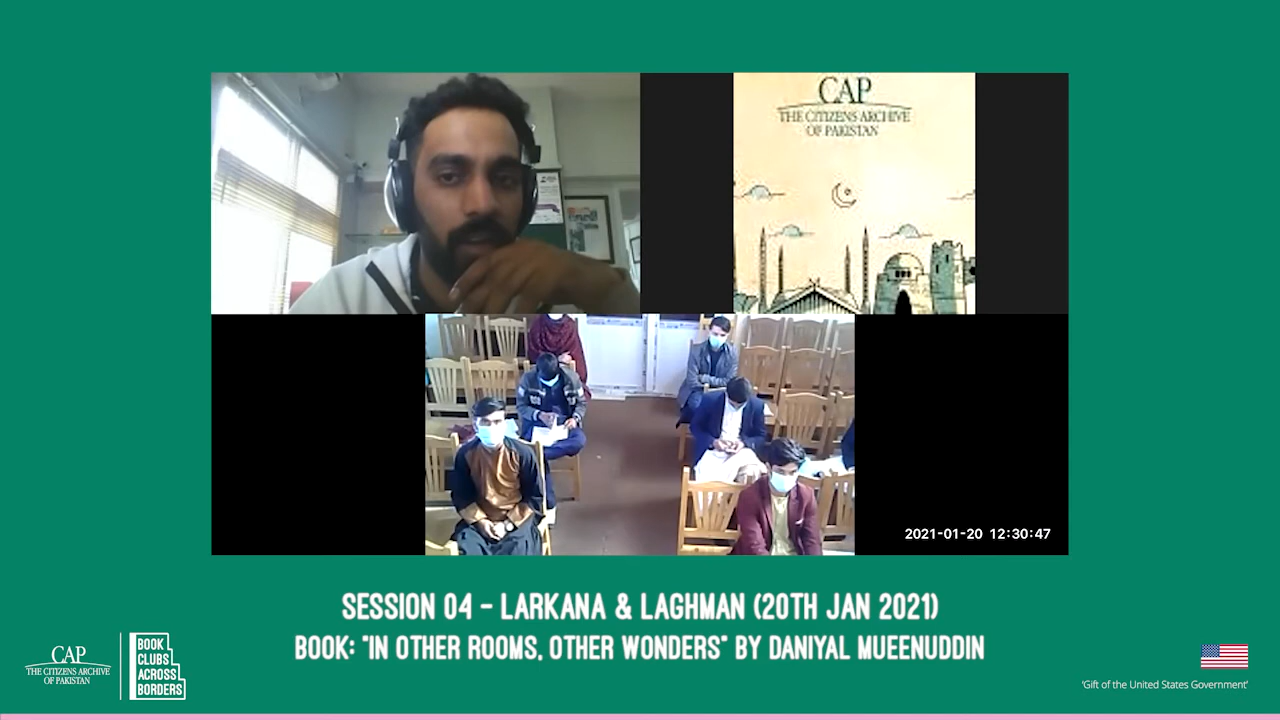 CAP
THE CITIZENS ARCHIVE
OF PAKISTAN
2021-01-20 12:30:47
SESSION 04 - LARKANA & LAGHMAN (20TH JAN 2021)
BOOK: "IN OTHER ROOMS, OTHER WONDERS" BY DANIYAL MUEENUDDIN
CAP
THE CITIZENS ARCHIVE
OF PAKISTAN
BOOK
CLUBS
ACROSS
BORDERS
'Gift of the United States Government'